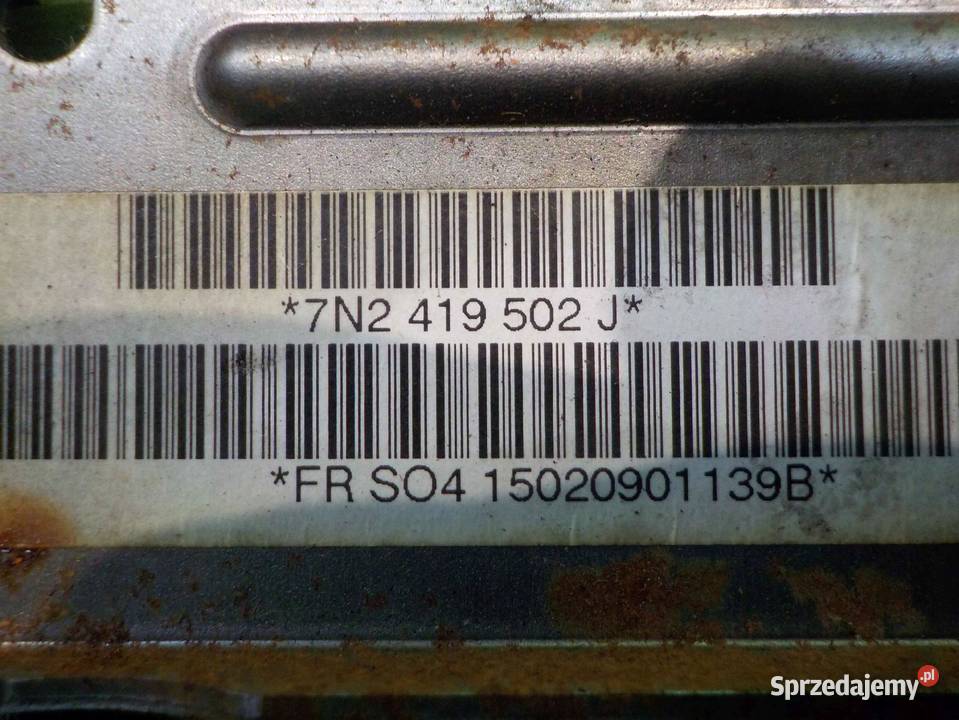 *7N2 419 502 J*
*FR SO4 15020901139B*
Sprzedajemy.pl